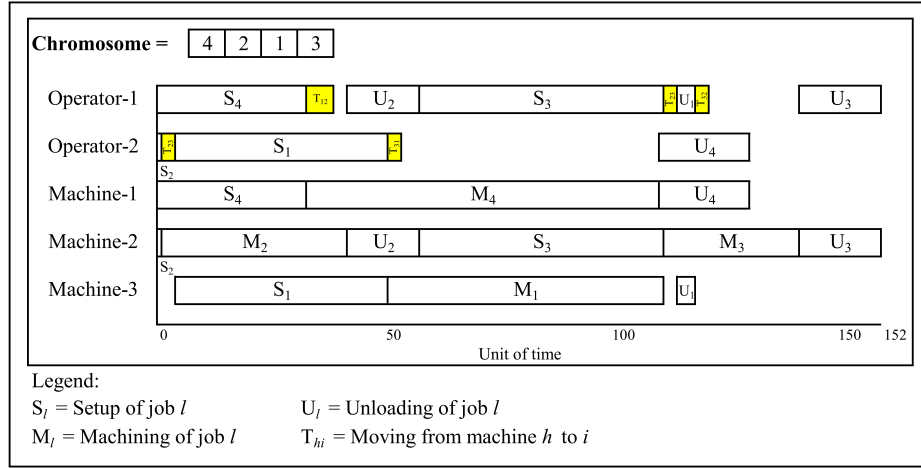 Chromosome = 4 2 1 3
Operator-1 S₄ T₁₂ U₂ S₃ T₂₃ U₁ T₃₂ U₃
Operator-2 T₂₃ S₁ T₃₁ U₄
S₂
Machine-1 S₄ M₄ U₄
Machine-2 M₂ U₂ S₃ M₃ U₃
S₂
Machine-3 S₁ M₁ U₁
0 50 100 150 152
Unit of time
Legend:
Sₗ = Setup of job l Uₗ = Unloading of job l
Mₗ = Machining of job l Tₕᵢ = Moving from machine h to i